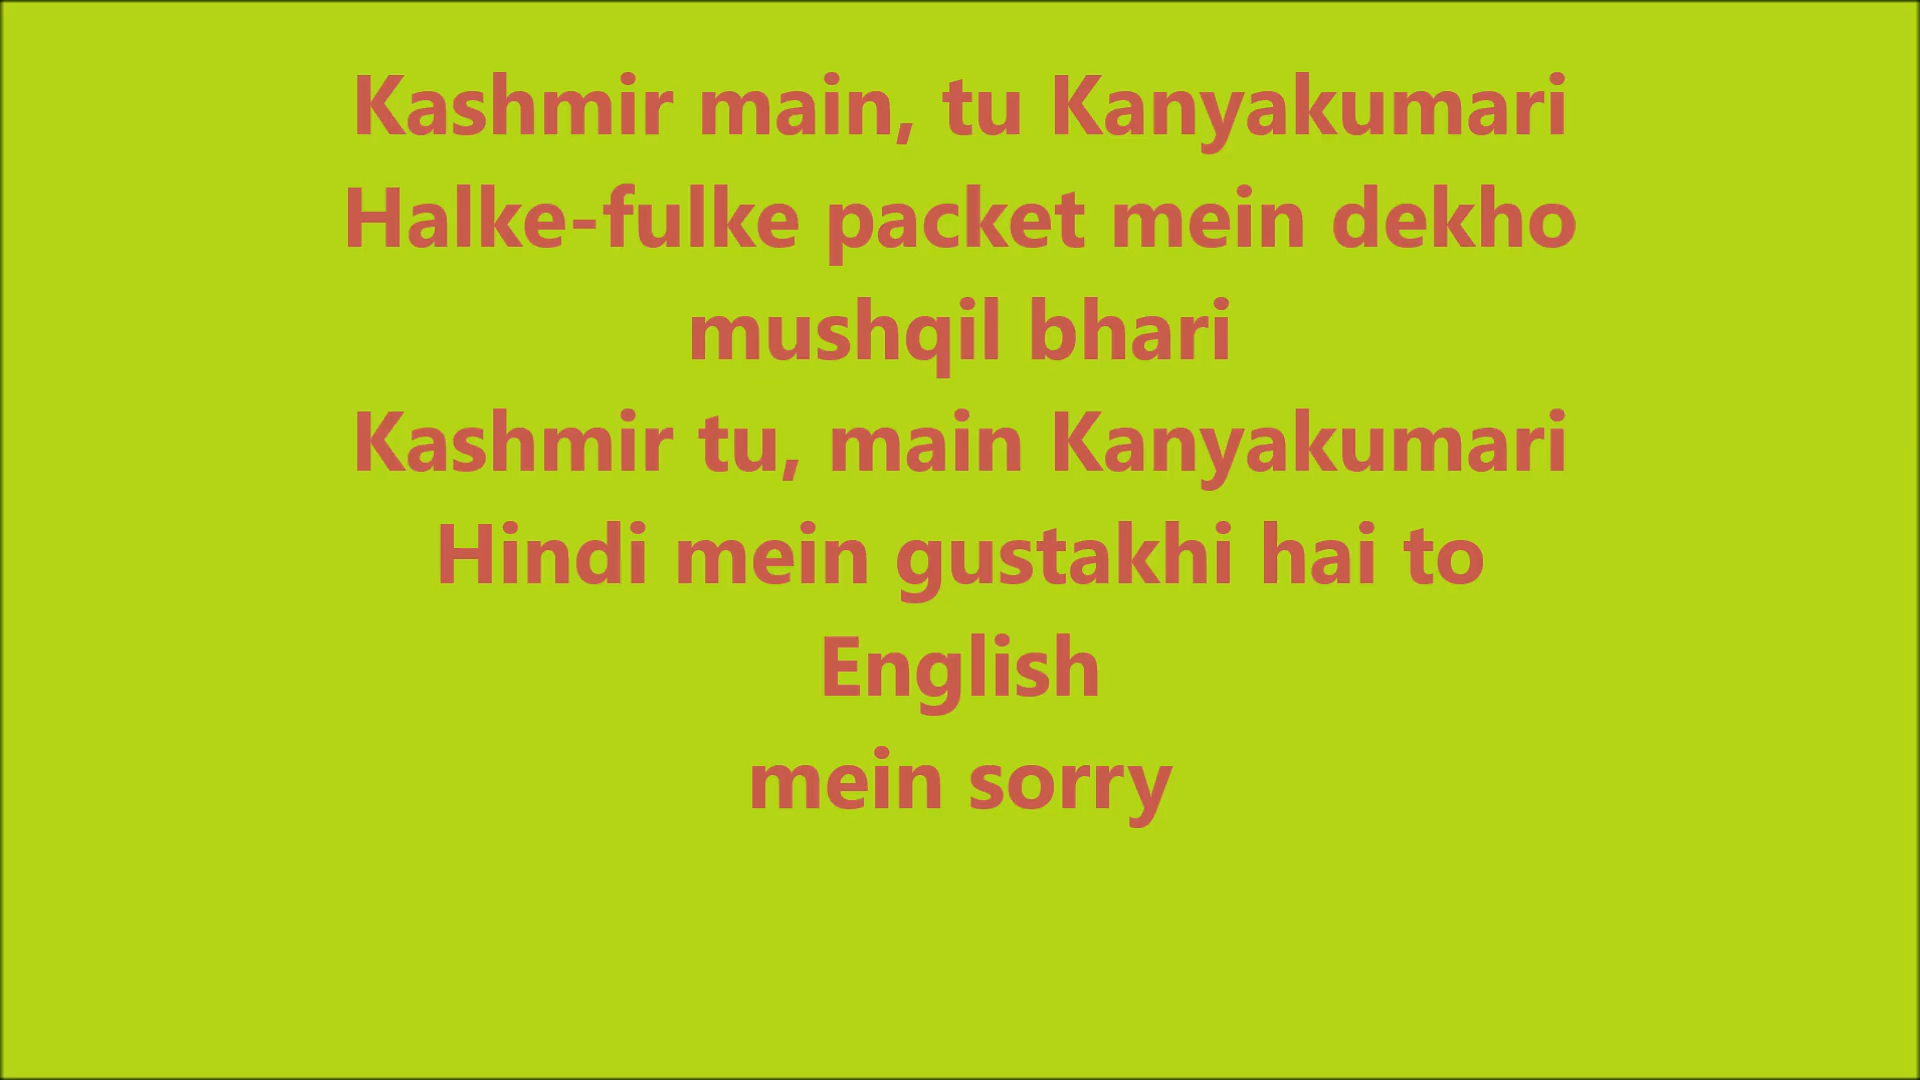 Kashmir main, tu Kanyakumari
Halke-fulke packet mein dekho
mushqil bhari
Kashmir tu, main Kanyakumari
Hindi mein gustakhi hai to
English
mein sorry